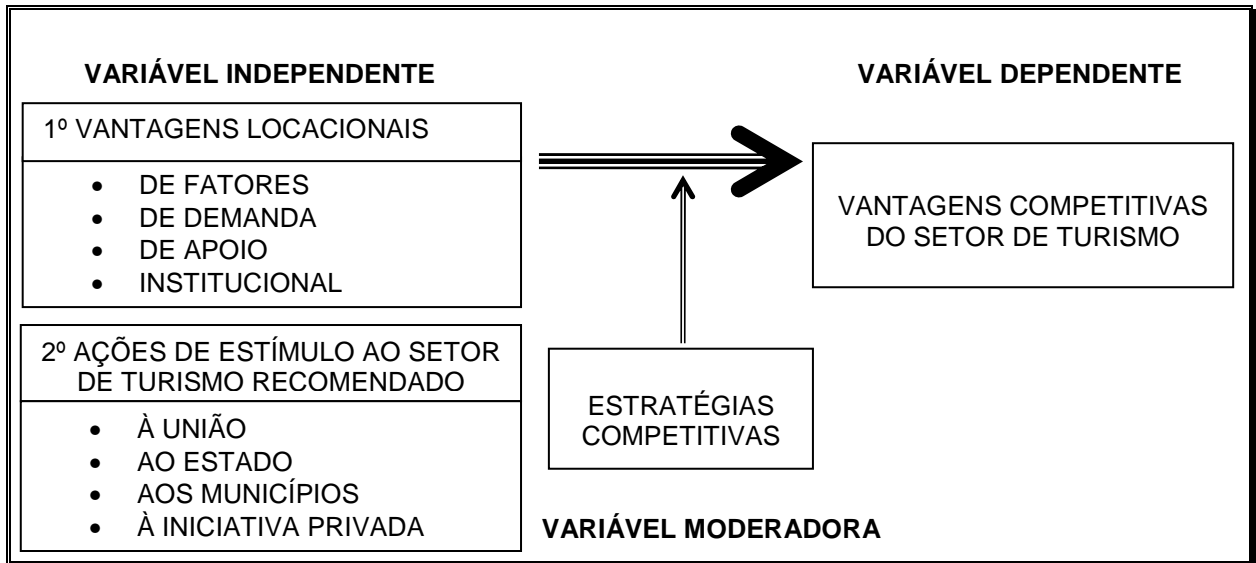 VARIÁVEL INDEPENDENTE
1º VANTAGENS LOCACIONAIS
• DE FATORES
• DE DEMANDA
• DE APOIO
• INSTITUCIONAL
2º AÇÕES DE ESTÍMULO AO SETOR
DE TURISMO RECOMENDADO
• À UNIÃO
• AO ESTADO
• AOS MUNICÍPIOS
• À INICIATIVA PRIVADA
ESTRATÉGIAS
COMPETITIVAS
VARIÁVEL MODERADORA
VARIÁVEL DEPENDENTE
VANTAGENS COMPETITIVAS
DO SETOR DE TURISMO